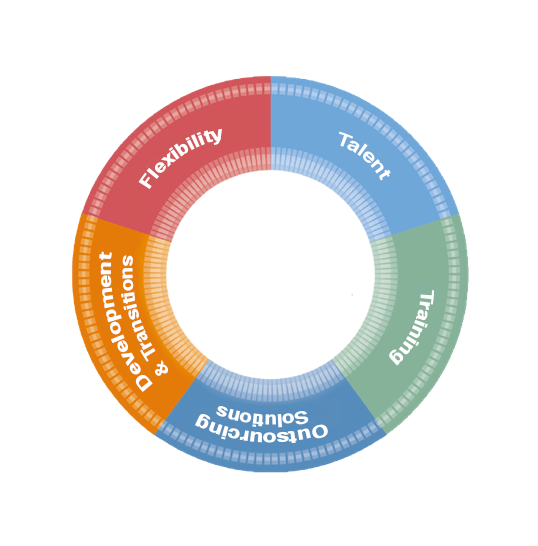 Talent
Training
Outsourcing
Solutions
Development
& Transitions
Flexibility